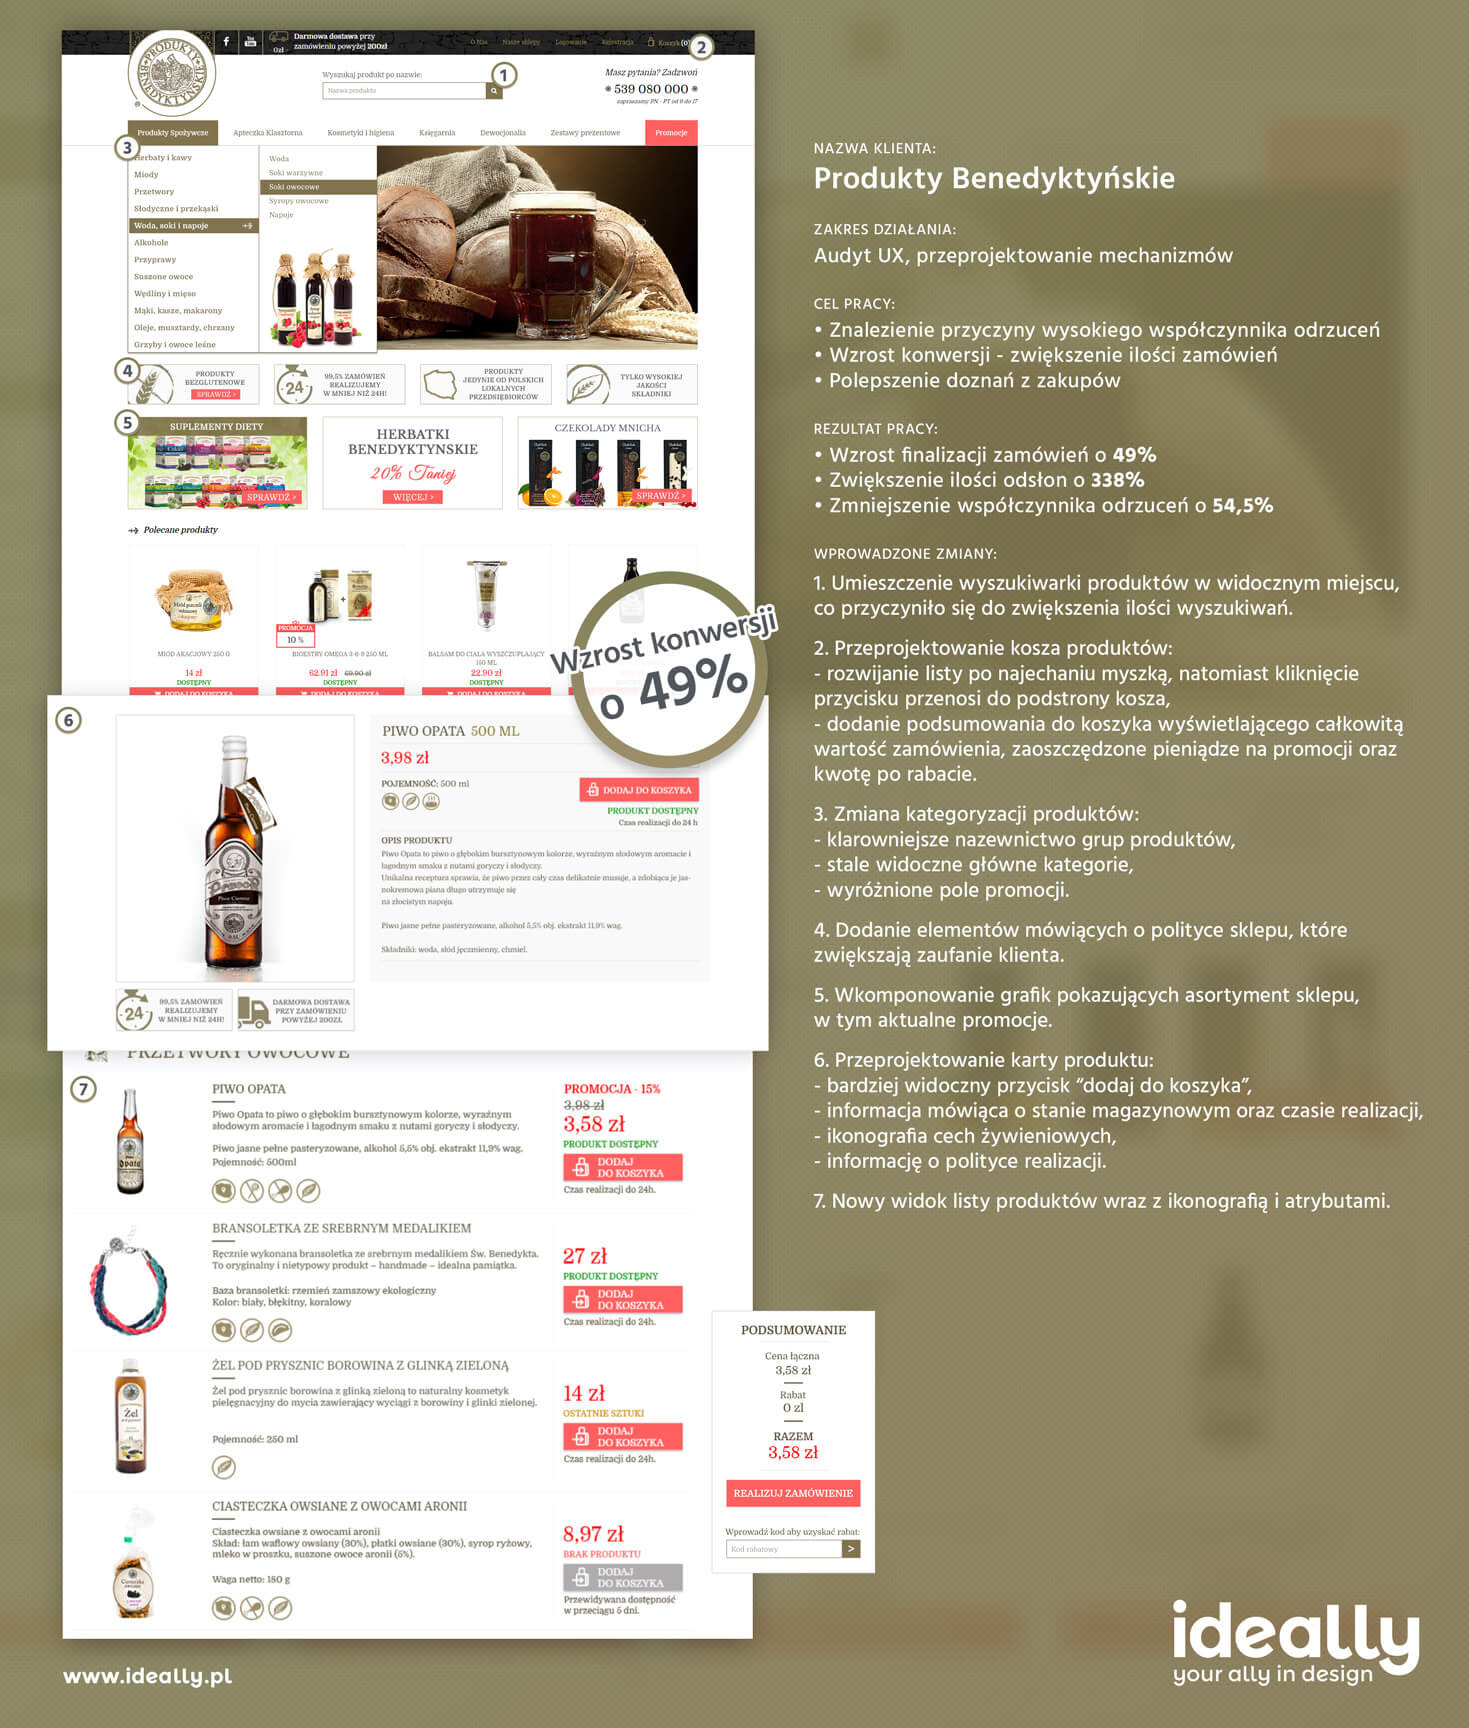 PRODUKTY BENEDYKTYŃSKIE
You
Tube
0zł
Darmowa dostawa przy
zamówieniu powyżej 200zł
O Nas
Nasze sklepy
Logowanie
Rejestracja
Koszyk (0)
2
Wyszukaj produkt po nazwie:
1
Nazwa produktu
Masz pytania? Zadzwoń
539 080 000
zapraszamy PN - PT od 9 do 17
Produkty Spożywcze
Apteczka Klasztorna
Kosmetyki i higiena
Księgarnia
Dewocjonalia
Zestawy prezentowe
Promocje
3
Herbaty i kawy
Miody
Przetwory
Słodyczne i przekąski
Woda, soki i napoje
Alkohole
Przyprawy
Suszone owoce
Wędliny i mięso
Mąki, kasze, makarony
Oleje, musztardy, chrzany
Grzyby i owoce leśne
Woda
Soki warzywne
Soki owocowe
Syropy owocowe
Napoje
4
PRODUKTY
BEZGLUTENOWE
SPRAWDŹ >
24
99,5% ZAMÓWIEŃ
REALIZUJEMY
W MNIEJ NIŻ 24H!
PRODUKTY
JEDYNIE OD POLSKICH
LOKALNYCH
PRZEDSIĘBIORCÓW
TYLKO WYSOKIEJ
JAKOŚCI
SKŁADNIKI
5
SUPLEMENTY DIETY
SPRAWDŹ >
HERBATKI
BENEDYKTYNSKIE
20% Taniej
WIĘCEJ >
CZEKOLADY MNICHA
SPRAWDŹ >
Polecane produkty
PROMOCJA
10 %
MIÓD AKACJOWY 250 G
14 zł
DOSTĘPNY
DODAJ DO KOSZYKA
BIOESTRY OMEGA 3-6-9 250 ML
62.91 zł 69.90 zł
DOSTĘPNY
DODAJ DO KOSZYKA
BALSAM DO CIAŁA WYSZCZUPLAJĄCY
150 ML
22.90 zł
DOSTĘPNY
DODAJ DO KOSZYKA
Wzrost konwersji
o 49%
6
PIWO OPATA 500 ML
3,98 zł
POJEMNOŚĆ: 500 ml
DODAJ DO KOSZYKA
PRODUKT DOSTĘPNY
Czas realizacji do 24 h
OPIS PRODUKTU
Piwo Opata to piwo o głębokim bursztynowym kolorze, wyraźnym słodowym aromacie i
łagodnym smaku z nutami goryczy i słodyczy.
Unikalna receptura sprawia, że piwo przez cały czas delikatnie musuje, a zdobiąca je jas-
nokremowa piana długo utrzymuje się
na złocistym napoju.
Piwo jasne pełne pasteryzowane, alkohol 5,5% obj. ekstrakt 11,9% wag.
Składniki: woda, słód jęczmienny, chmiel.
24
99,5% ZAMÓWIEŃ
REALIZUJEMY
W MNIEJ NIŻ 24H!
DARMOWA DOSTAWA
PRZY ZAMÓWIENIU
POWYŻEJ 200ZŁ
PRZETWORY OWOCOWE
7
PIWO OPATA
Piwo Opata to piwo o głębokim bursztynowym kolorze, wyraźnym
słodowym aromacie i łagodnym smaku z nutami goryczy i słodyczy.
Piwo jasne pełne pasteryzowane, alkohol 5,5% obj. ekstrakt 11,9% wag.
Pojemność: 500ml
PROMOCJA - 15%
3,98 zł
3,58 zł
PRODUKT DOSTĘPNY
DODAJ
DO KOSZYKA
Czas realizacji do 24h.
BRANSOLETKA ZE SREBRNYM MEDALIKIEM
Ręcznie wykonana bransoletka ze srebrnym medalikiem Św. Benedykta.
To oryginalny i nietypowy produkt – handmade – idealna pamiątka.
Baza bransoletki: rzemień zamszowy ekologiczny
Kolor: biały, błękitny, koralowy
27 zł
PRODUKT DOSTĘPNY
DODAJ
DO KOSZYKA
Czas realizacji do 24h.
ŻEL POD PRYSZNIC BOROWINA Z GLINKĄ ZIELONĄ
Żel pod prysznic borowina z glinką zieloną to naturalny kosmetyk
pielęgnacyjny do mycia zawierający wyciągi z borowiny i glinki zielonej.
Pojemność: 250 ml
14 zł
OSTATNIE SZTUKI
DODAJ
DO KOSZYKA
Czas realizacji do 24h.
CIASTECZKA OWSIANE Z OWOCAMI ARONII
Ciasteczka owsiane z owocami aronii
Skład: łam waflowy owsiany (30%), płatki owsiane (30%), syrop ryżowy,
mleko w proszku, suszone owoce aronii (5%).
Waga netto: 180 g
8,97 zł
BRAK PRODUKTU
DODAJ
DO KOSZYKA
Przewidywana dostępność
w przeciągu 5 dni.
PODSUMOWANIE
Cena łączna
3,58 zł
Rabat
0 zl
RAZEM
3,58 zł
REALIZUJ ZAMÓWIENIE
Wprowadź kod aby uzyskać rabat:
Kod rabatowy
>
NAZWA KLIENTA:
Produkty Benedyktyńskie
ZAKRES DZIAŁANIA:
Audyt UX, przeprojektowanie mechanizmów
CEL PRACY:
• Znalezienie przyczyny wysokiego współczynnika odrzuceń
• Wzrost konwersji - zwiększenie ilości zamówień
• Polepszenie doznań z zakupów
REZULTAT PRACY:
• Wzrost finalizacji zamówień o 49%
• Zwiększenie ilości odsłon o 338%
• Zmniejszenie współczynnika odrzuceń o 54,5%
WPROWADZONE ZMIANY:
1. Umieszczenie wyszukiwarki produktów w widocznym miejscu,
co przyczyniło się do zwiększenia ilości wyszukiwań.
2. Przeprojektowanie kosza produktów:
- rozwijanie listy po najechaniu myszką, natomiast kliknięcie
przycisku przenosi do podstrony kosza,
- dodanie podsumowania do koszyka wyświetlającego całkowitą
wartość zamówienia, zaoszczędzone pieniądze na promocji oraz
kwotę po rabacie.
3. Zmiana kategoryzacji produktów:
- klarowniejsze nazewnictwo grup produktów,
- stale widoczne główne kategorie,
- wyróżnione pole promocji.
4. Dodanie elementów mówiących o polityce sklepu, które
zwiększają zaufanie klienta.
5. Wkomponowanie grafik pokazujących asortyment sklepu,
w tym aktualne promocje.
6. Przeprojektowanie karty produktu:
- bardziej widoczny przycisk “dodaj do koszyka”,
- informacja mówiąca o stanie magazynowym oraz czasie realizacji,
- ikonografia cech żywieniowych,
- informację o polityce realizacji.
7. Nowy widok listy produktów wraz z ikonografią i atrybutami.
www.ideally.pl
ideally
your ally in design